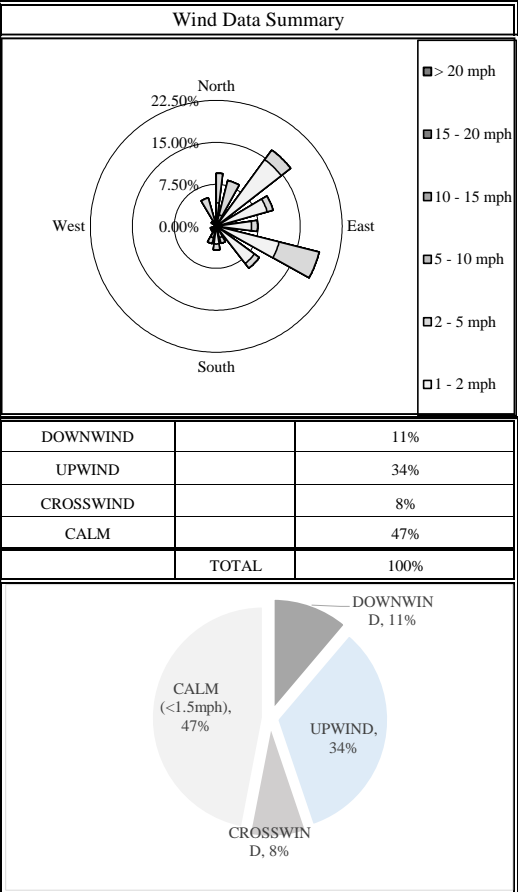 Wind Data Summary
North
22.50%
15.00%
7.50%
0.00%
West
East
South
> 20 mph
15 - 20 mph
10 - 15 mph
5 - 10 mph
2 - 5 mph
1 - 2 mph
DOWNWIND 11%
UPWIND 34%
CROSSWIND 8%
CALM 47%
TOTAL 100%
DOWNWIN
D, 11%
CALM
(<1.5mph),
47%
UPWIND,
34%
CROSSWIN
D, 8%